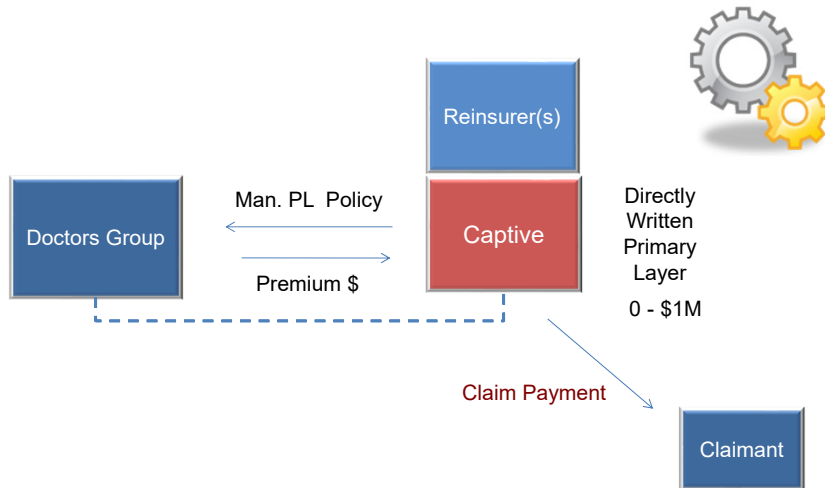 Reinsurer(s)
Doctors Group
Man. PL  Policy
Premium $
Captive
Directly
Written
Primary
Layer
0 - $1M
Claim Payment
Claimant